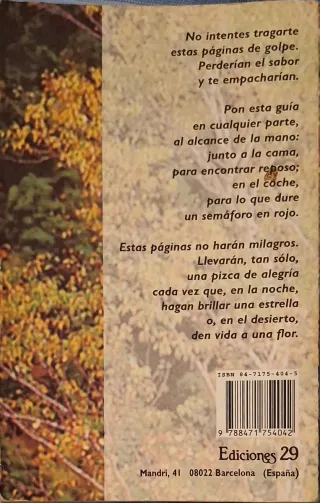 No intentes tragarte
estas páginas de golpe.
Perderían el sabor
y te empacharían.
Pon esta guía
en cualquier parte,
al alcance de la mano:
junto a la cama,
para encontrar reposo;
en el coche,
para lo que dure
un semáforo en rojo.
Estas páginas no harán milagros.
Llevarán, tan sólo,
una pizca de alegría
cada vez que, en la noche,
hagan brillar una estrella
o, en el desierto,
den vida a una flor.
ISBN 84-7175-404-5
9 788471 754042
Ediciones 29
Mandri, 41 08022 Barcelona (España)